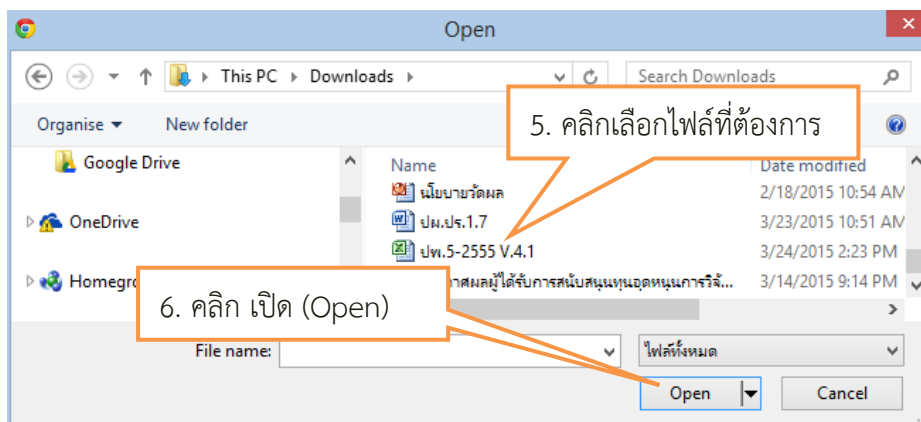 Open
This PC Downloads Search Downloads
5. คลิกเลือกไฟล์ที่ต้องการ
Organise New folder
Google Drive
Name Date modified
นโยบายวัดผล 2/18/2015 10:54 AM
OneDrive
ปผ.ปร.1.7 3/23/2015 10:51 AM
ปพ.5-2555 V.4.1 3/24/2015 2:23 PM
าศผลผู้ได้รับการสนับสนุนทุนอุดหนุนการวิจั... 3/14/2015 9:14 PM
6. คลิก เปิด (Open)
File name: ไฟล์ทั้งหมด
Open Cancel